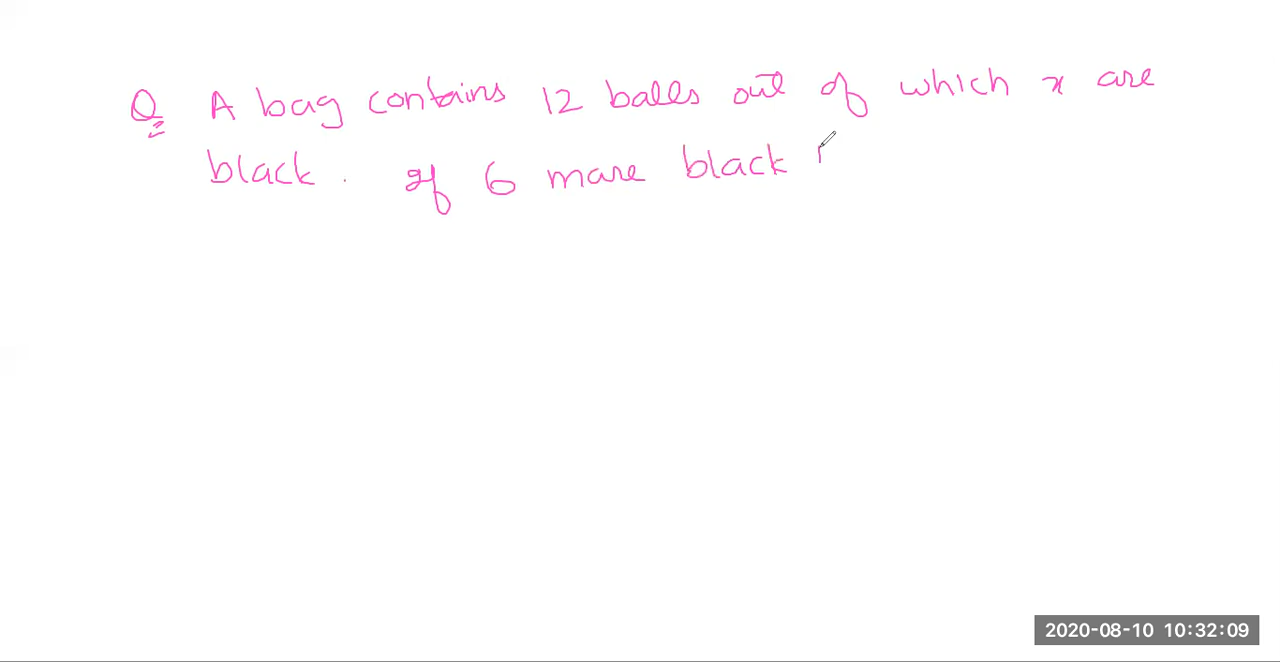 Q A bag contains 12 balls out of which x are
black. If 6 more black
2020-08-10 10:32:09